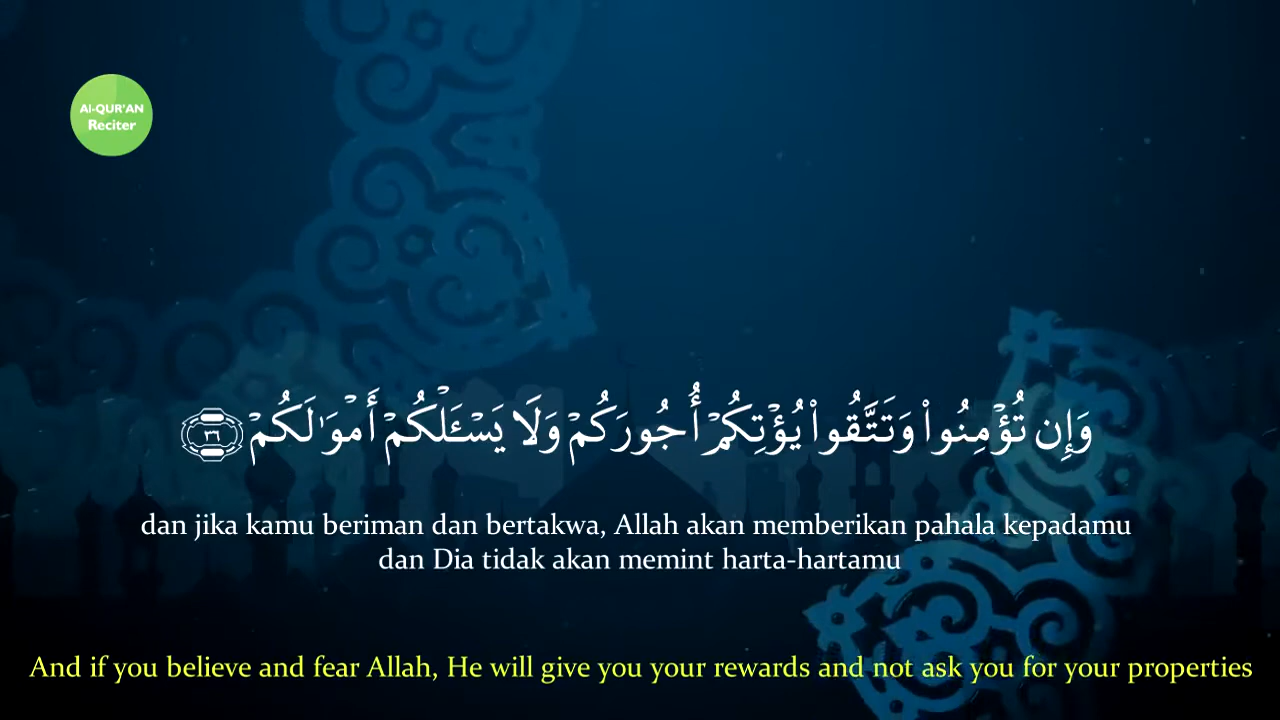 Al-QUR'AN
Reciter
وَإِن تُؤْمِنُوا۟ وَتَتَّقُوا۟ يُؤْتِكُمْ أُجُورَكُمْ وَلَا يَسْـَٔلْكُمْ أَمْوَٰلَكُمْ ٣٦
dan jika kamu beriman dan bertakwa, Allah akan memberikan pahala kepadamu
dan Dia tidak akan memint harta-hartamu
And if you believe and fear Allah, He will give you your rewards and not ask you for your properties